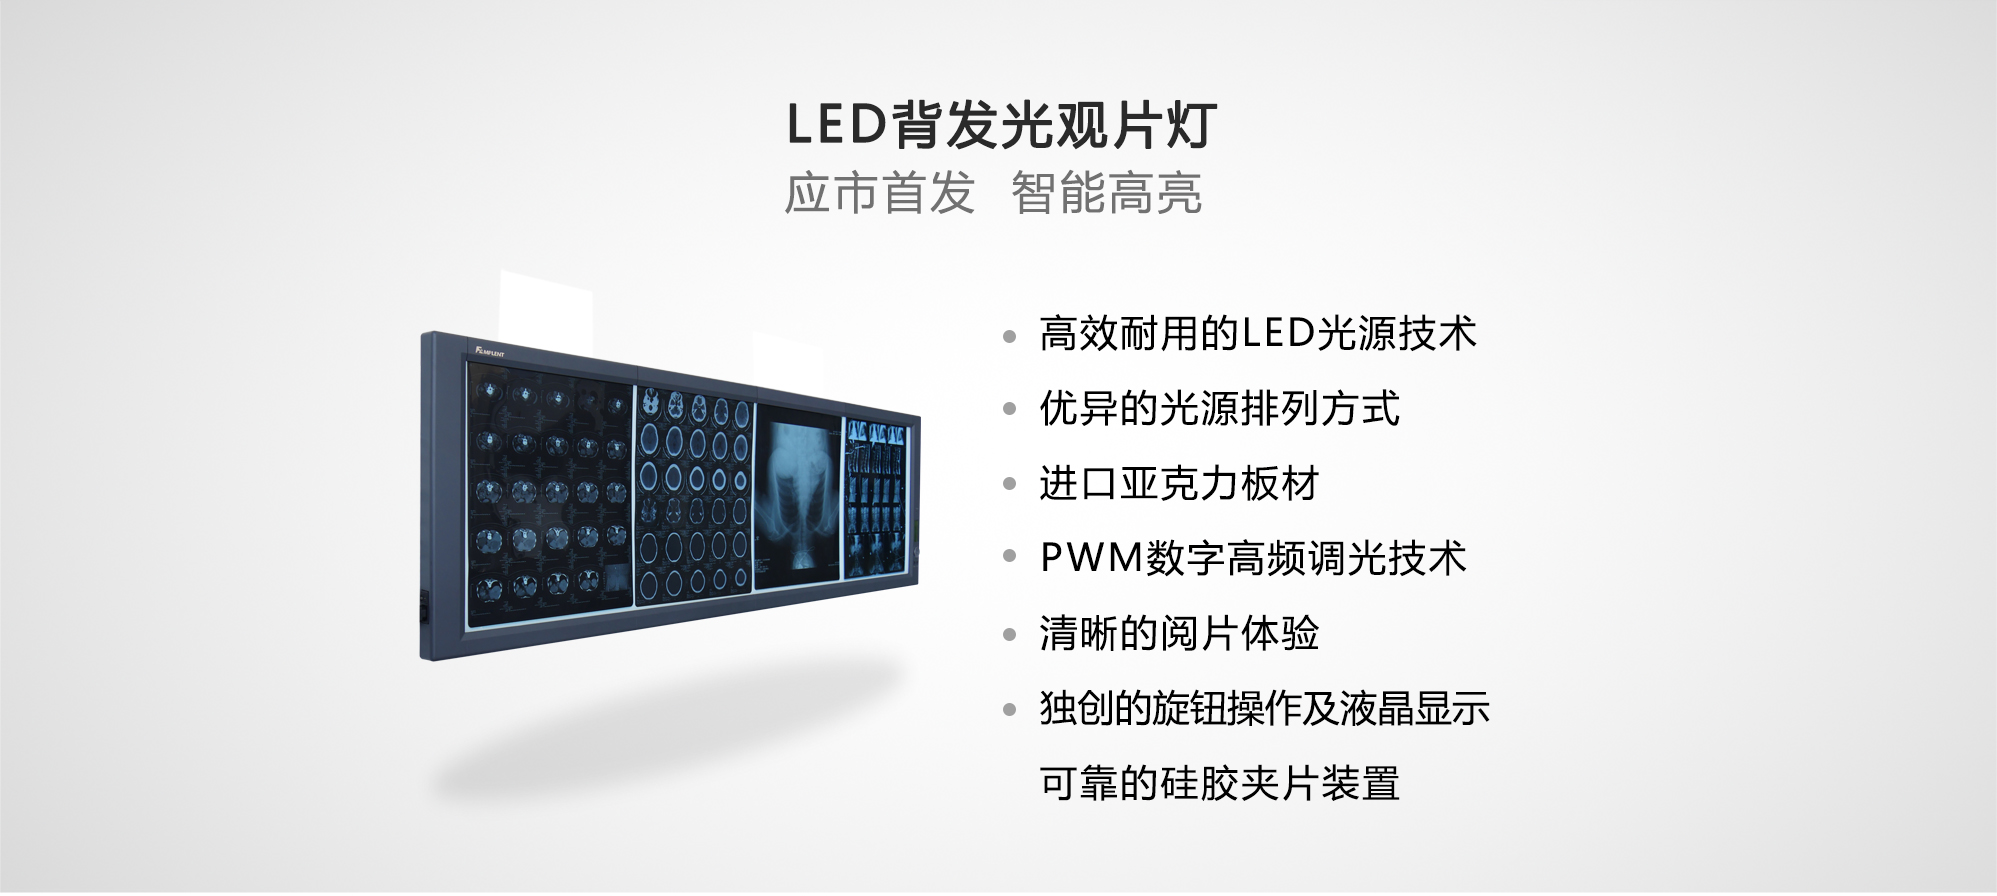 LED背发光观片灯
应市首发 智能高亮
高效耐用的LED光源技术
优异的光源排列方式
进口亚克力板材
PWM数字高频调光技术
清晰的阅片体验
独创的旋钮操作及液晶显示
可靠的硅胶夹片装置